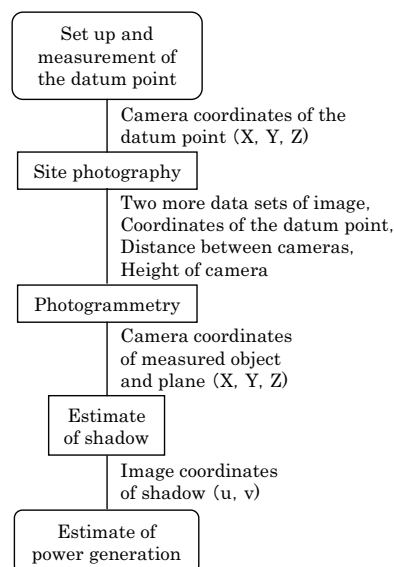 Set up and
measurement of
the datum point
Camera coordinates of the
datum point (X, Y, Z)
Site photography
Two more data sets of image,
Coordinates of the datum point,
Distance between cameras,
Height of camera
Photogrammetry
Camera coordinates
of measured object
and plane (X, Y, Z)
Estimate
of shadow
Image coordinates
of shadow (u, v)
Estimate of
power generation